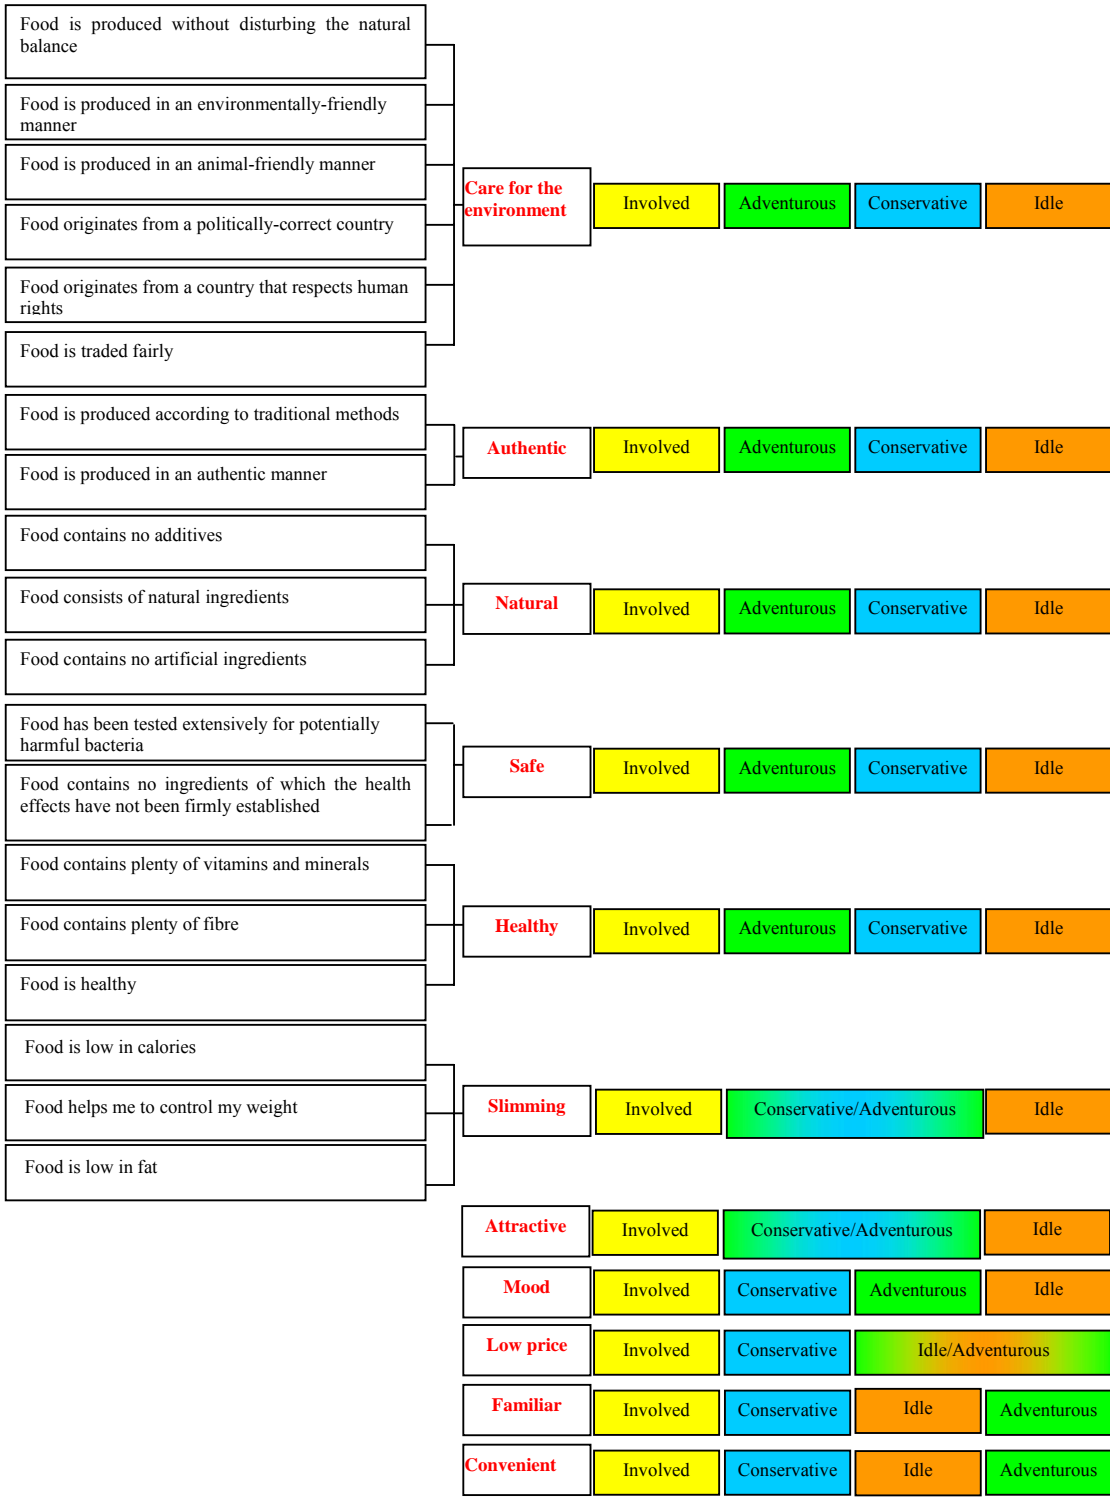 Food is produced without disturbing the natural
balance
Food is produced in an environmentally-friendly
manner
Food is produced in an animal-friendly manner
Food originates from a politically-correct country
Food originates from a country that respects human
rights
Food is traded fairly
Care for the
environment
Involved
Adventurous
Conservative
Idle
Food is produced according to traditional methods
Food is produced in an authentic manner
Authentic
Involved
Adventurous
Conservative
Idle
Food contains no additives
Food consists of natural ingredients
Food contains no artificial ingredients
Natural
Involved
Adventurous
Conservative
Idle
Food has been tested extensively for potentially
harmful bacteria
Food contains no ingredients of which the health
effects have not been firmly established
Safe
Involved
Adventurous
Conservative
Idle
Food contains plenty of vitamins and minerals
Food contains plenty of fibre
Food is healthy
Healthy
Involved
Adventurous
Conservative
Idle
Food is low in calories
Food helps me to control my weight
Food is low in fat
Slimming
Involved
Conservative/Adventurous
Idle
Attractive
Involved
Conservative/Adventurous
Idle
Mood
Involved
Conservative
Adventurous
Idle
Low price
Involved
Conservative
Idle/Adventurous
Familiar
Involved
Conservative
Idle
Adventurous
Convenient
Involved
Conservative
Idle
Adventurous